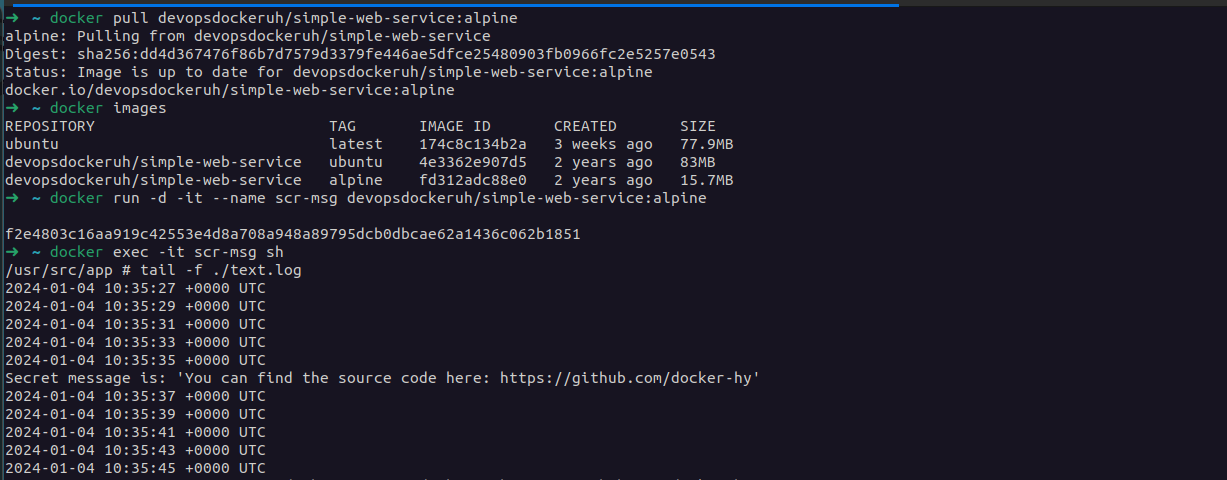 ➜ ~ docker pull devopsdockeruh/simple-web-service:alpine
alpine: Pulling from devopsdockeruh/simple-web-service
Digest: sha256:dd4d367476f86b7d7579d3379fe446ae5dfce25480903fb0966fc2e5257e0543
Status: Image is up to date for devopsdockeruh/simple-web-service:alpine
docker.io/devopsdockeruh/simple-web-service:alpine
➜ ~ docker images
REPOSITORY TAG IMAGE ID CREATED SIZE
ubuntu latest 174c8c134b2a 3 weeks ago 77.9MB
devopsdockeruh/simple-web-service ubuntu 4e3362e907d5 2 years ago 83MB
devopsdockeruh/simple-web-service alpine fd312adc88e0 2 years ago 15.7MB
➜ ~ docker run -d -it --name scr-msg devopsdockeruh/simple-web-service:alpine
f2e4803c16aa919c42553e4d8a708a948a89795dcb0dbcae62a1436c062b1851
➜ ~ docker exec -it scr-msg sh
/usr/src/app # tail -f ./text.log
2024-01-04 10:35:27 +0000 UTC
2024-01-04 10:35:29 +0000 UTC
2024-01-04 10:35:31 +0000 UTC
2024-01-04 10:35:33 +0000 UTC
2024-01-04 10:35:35 +0000 UTC
Secret message is: 'You can find the source code here: https://github.com/docker-hy'
2024-01-04 10:35:37 +0000 UTC
2024-01-04 10:35:39 +0000 UTC
2024-01-04 10:35:41 +0000 UTC
2024-01-04 10:35:43 +0000 UTC
2024-01-04 10:35:45 +0000 UTC